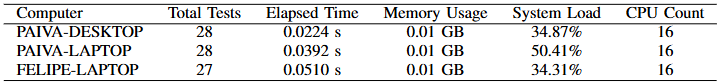 Computer Total Tests Elapsed Time Memory Usage System Load CPU Count
PAIVA-DESKTOP 28 0.0224 s 0.01 GB 34.87% 16
PAIVA-LAPTOP 28 0.0392 s 0.01 GB 50.41% 16
FELIPE-LAPTOP 27 0.0510 s 0.01 GB 34.31% 16